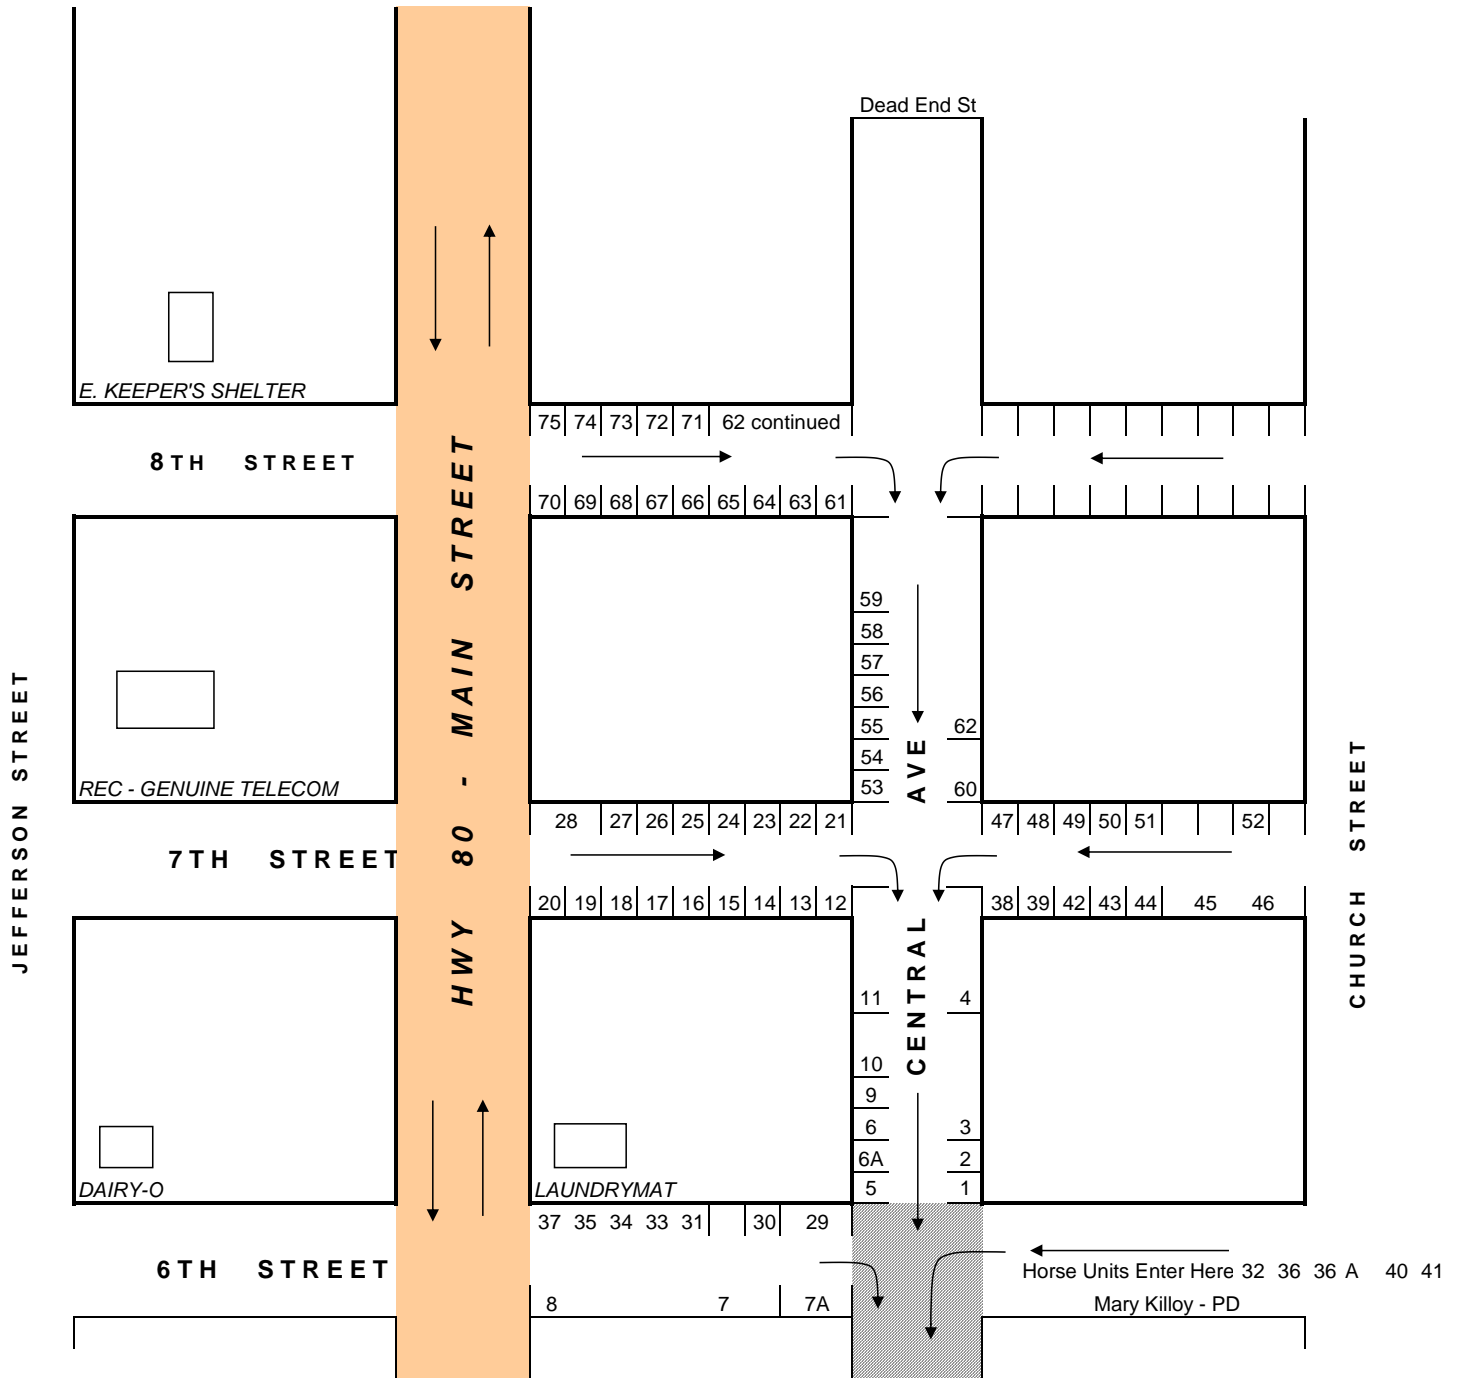 Dead End St
E. KEEPER'S SHELTER
75 74 73 72 71 62 continued
8TH STREET
HWY 80 - MAIN STREET
70 69 68 67 66 65 64 63 61
59
58
57
56
55 62
54
53 60
REC - GENUINE TELECOM
JEFFERSON STREET
CENTRAL AVE
CHURCH STREET
28 27 26 25 24 23 22 21 47 48 49 50 51 52
7TH STREET
20 19 18 17 16 15 14 13 12 38 39 42 43 44 45 46
11 4
10
9
6 3
6A 2
5 1
DAIRY-O
LAUNDRYMAT
37 35 34 33 31 30 29
6TH STREET
Horse Units Enter Here 32 36 36 A 40 41
8 7 7A
Mary Killoy - PD